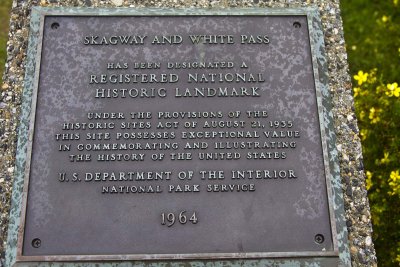 SKAGWAY AND WHITE PASS
HAS BEEN DESIGNATED A
REGISTERED NATIONAL
HISTORIC LANDMARK
UNDER THE PROVISIONS OF THE
HISTORIC SITES ACT OF AUGUST 21, 1935
THIS SITE POSSESSES EXCEPTIONAL VALUE
IN COMMEMORATING AND ILLUSTRATING
THE HISTORY OF THE UNITED STATES
U. S. DEPARTMENT OF THE INTERIOR
NATIONAL PARK SERVICE
1964